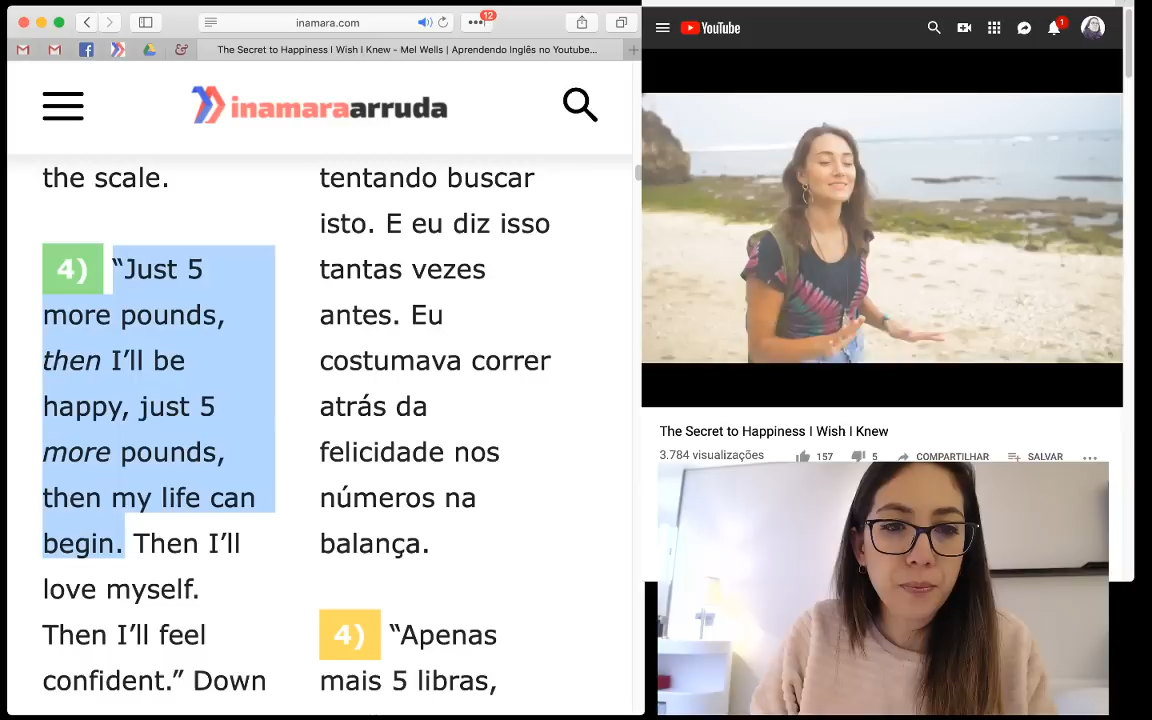 inamara.com
12
The Secret to Happiness I Wish I Knew - Mel Wells | Aprendendo Inglês no Youtube...
inamaraarruda
the scale.
4) “Just 5
more pounds,
then I’ll be
happy, just 5
more pounds,
then my life can
begin. Then I’ll
love myself.
Then I’ll feel
confident.” Down
tentando buscar
isto. E eu diz isso
tantas vezes
antes. Eu
costumava correr
atrás da
felicidade nos
números na
balança.
4) “Apenas
mais 5 libras,
YouTube
1
The Secret to Happiness I Wish I Knew
3.784 visualizações
157
5
COMPARTILHAR
SALVAR